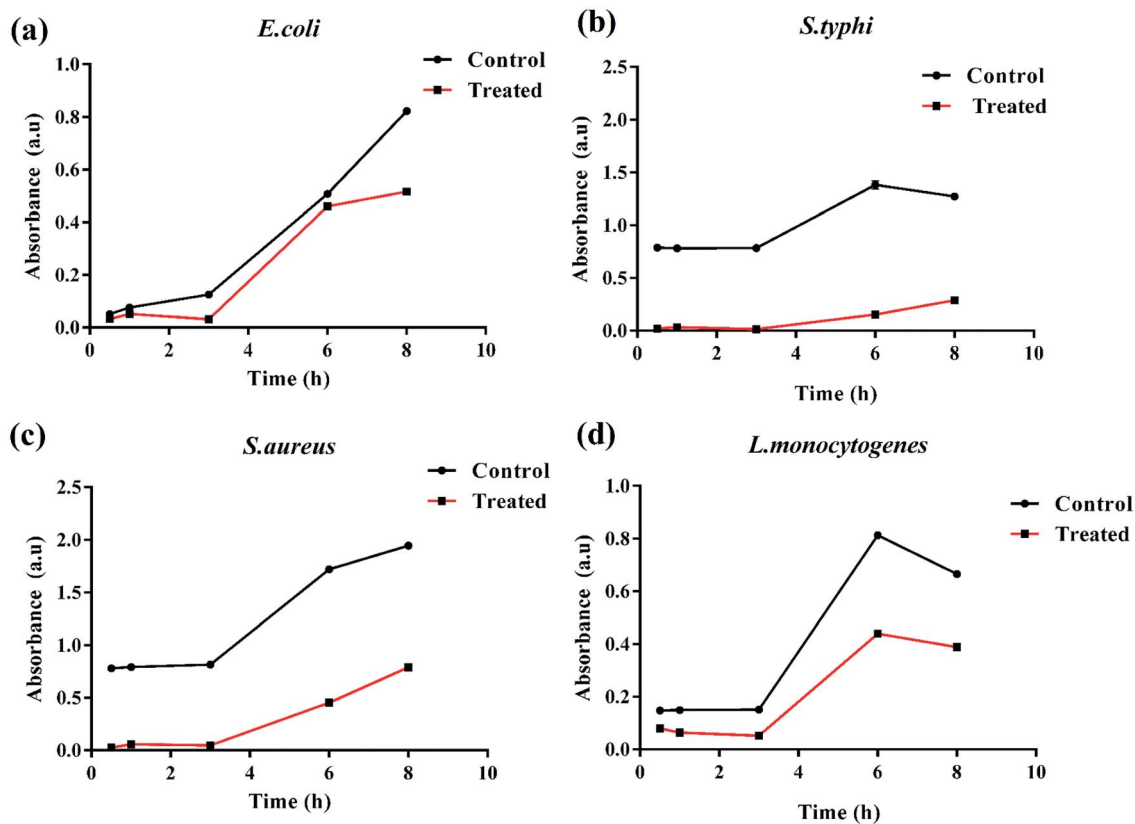 (a)
E.coli
Control
Treated
1.0
0.8
0.6
0.4
0.2
0.0
Absorbance (a.u)
0 2 4 6 8 10
Time (h)
(b)
S.typhi
Control
Treated
2.5
2.0
1.5
1.0
0.5
0.0
Absorbance (a.u)
0 2 4 6 8 10
Time (h)
(c)
S.aureus
Control
Treated
2.5
2.0
1.5
1.0
0.5
0.0
Absorbance (a.u)
0 2 4 6 8 10
Time (h)
(d)
L.monocytogenes
Control
Treated
1.0
0.8
0.6
0.4
0.2
0.0
Absorbance (a.u)
0 2 4 6 8 10
Time (h)